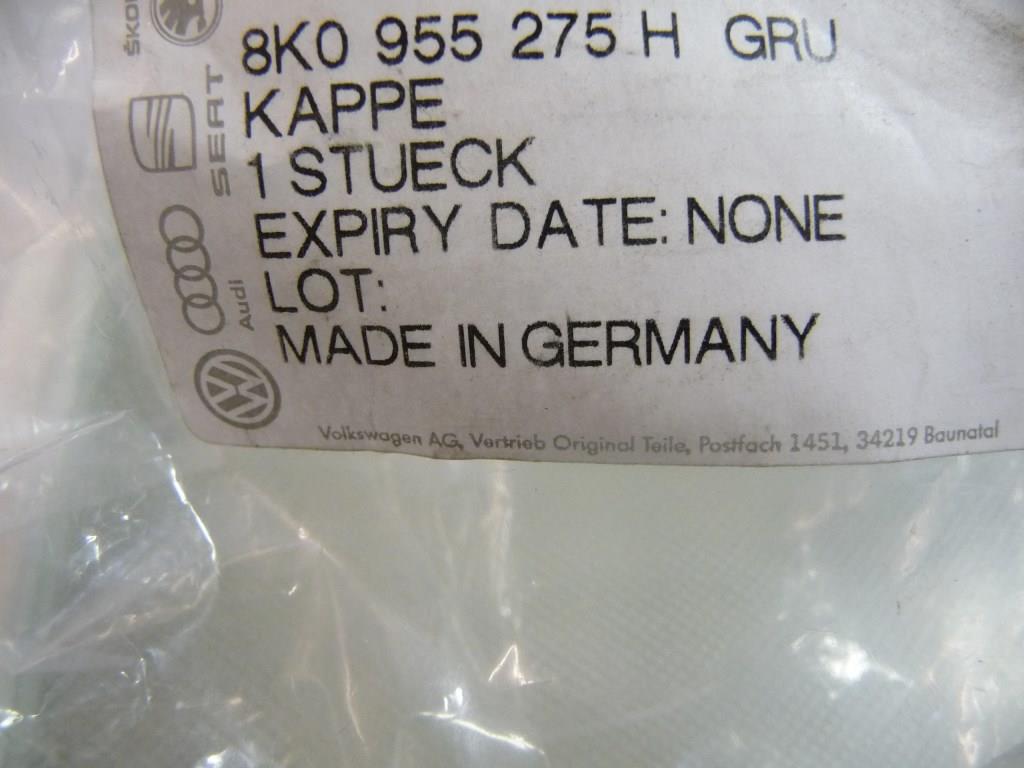 8K0 955 275 H GRU
KAPPE
1 STUECK
EXPIRY DATE: NONE
LOT:
MADE IN GERMANY
Volkswagen AG, Vertrieb Original Teile, Postfach 1451, 34219 Baunatal
SEAT
Audi